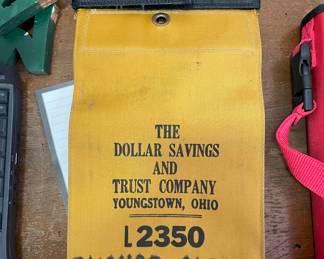 THE
DOLLAR SAVINGS
AND
TRUST COMPANY
YOUNGSTOWN, OHIO
L2350